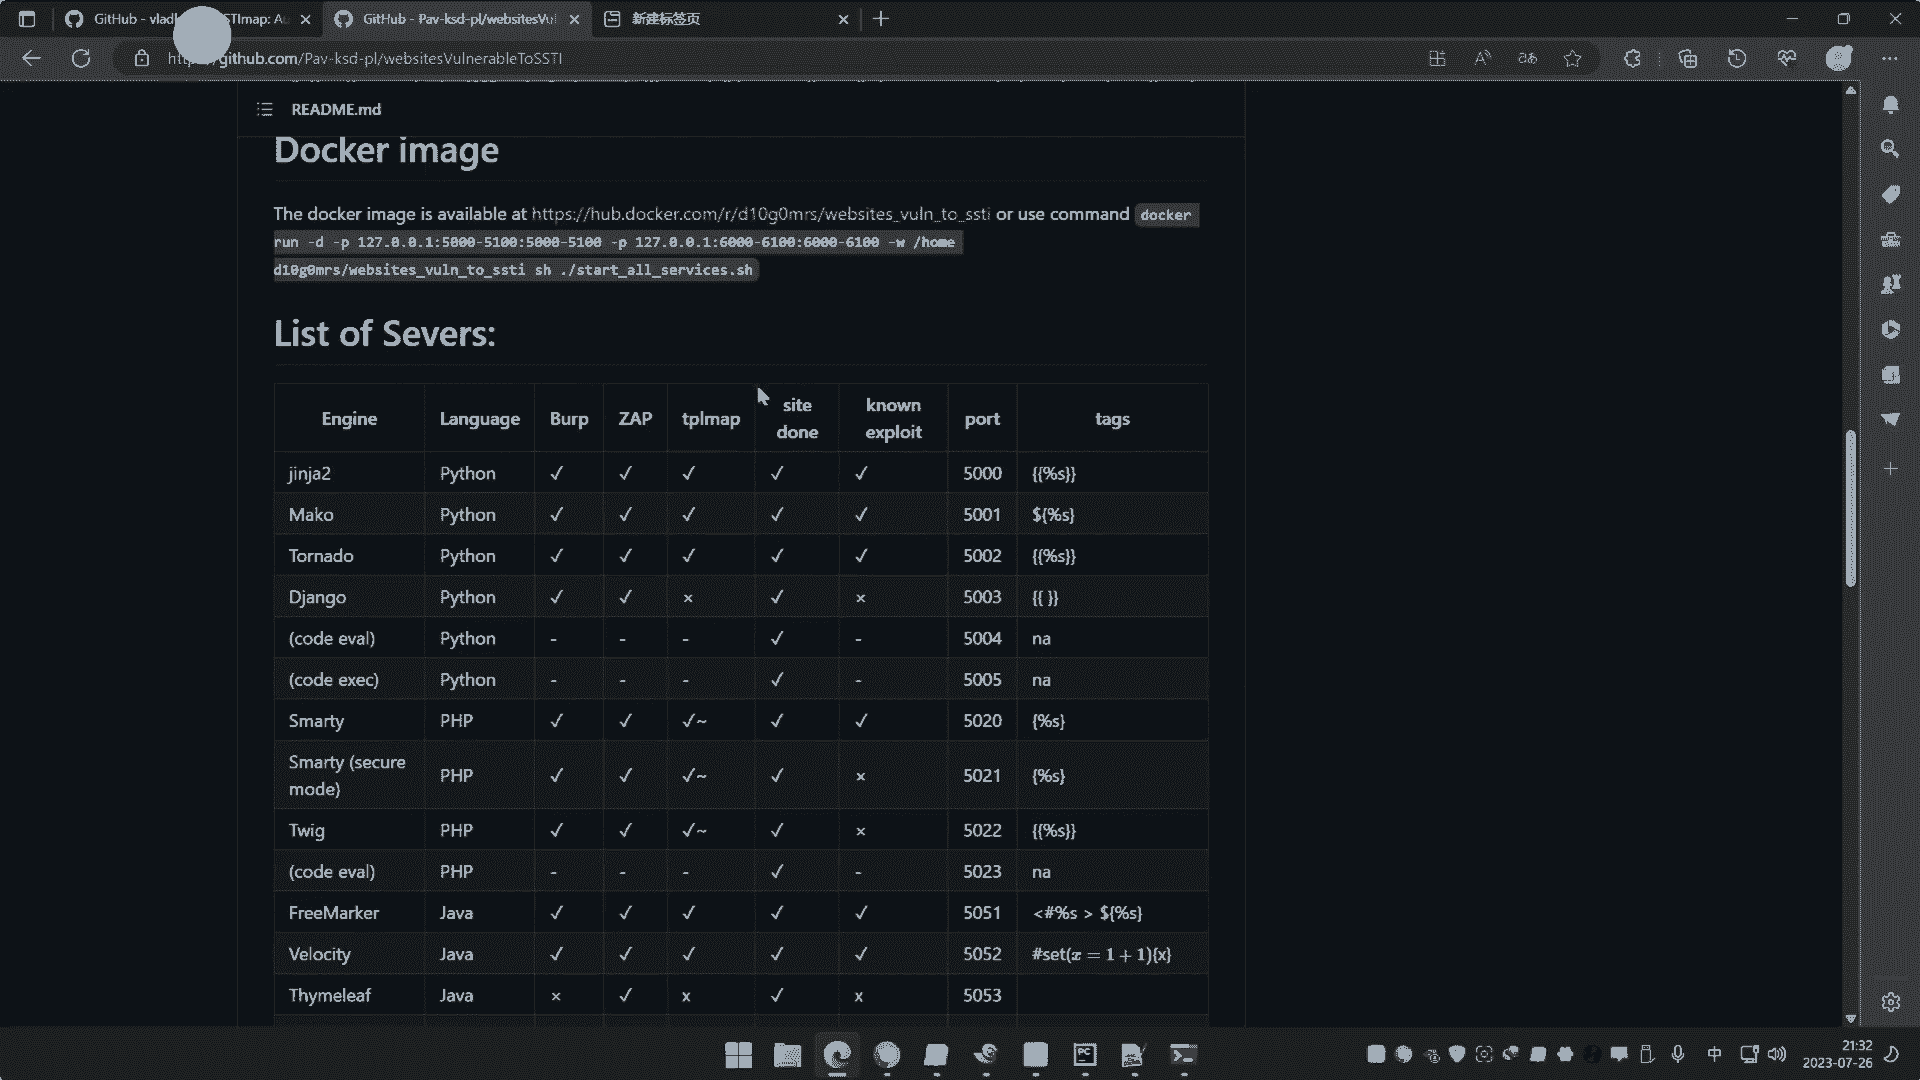 GitHub - vladl
STImap: Au
GitHub - Pav-ksd-pl/websitesVul
新建标签页
github.com/Pav-ksd-pl/websitesVulnerableToSSTI
README.md
Docker image
The docker image is available at https://hub.docker.com/r/d10g0mrs/websites_vuln_to_ssti or use command docker
run -d -p 127.0.0.1:5000-5100:5000-5100 -p 127.0.0.1:6000-6100:6000-6100 -w /home
d10g0mrs/websites_vuln_to_ssti sh ./start_all_services.sh
List of Severs:
Engine Language Burp ZAP tplmap site done known exploit port tags
jinja2 Python ✓ ✓ ✓ ✓ ✓ 5000 {{%s}}
Mako Python ✓ ✓ ✓ ✓ ✓ 5001 ${%s}
Tornado Python ✓ ✓ ✓ ✓ ✓ 5002 {{%s}}
Django Python ✓ ✓ × ✓ × 5003 {{ }}
(code eval) Python - - - ✓ - 5004 na
(code exec) Python - - - ✓ - 5005 na
Smarty PHP ✓ ✓ ✓~ ✓ ✓ 5020 {%s}
Smarty (secure mode) PHP ✓ ✓ ✓~ ✓ × 5021 {%s}
Twig PHP ✓ ✓ ✓~ ✓ × 5022 {{%s}}
(code eval) PHP - - - ✓ - 5023 na
FreeMarker Java ✓ ✓ ✓ ✓ ✓ 5051 <#%s > ${%s}
Velocity Java ✓ ✓ ✓ ✓ ✓ 5052 #set(x = 1 + 1){x}
Thymeleaf Java × ✓ x ✓ x 5053
中
21:32
2023-07-26